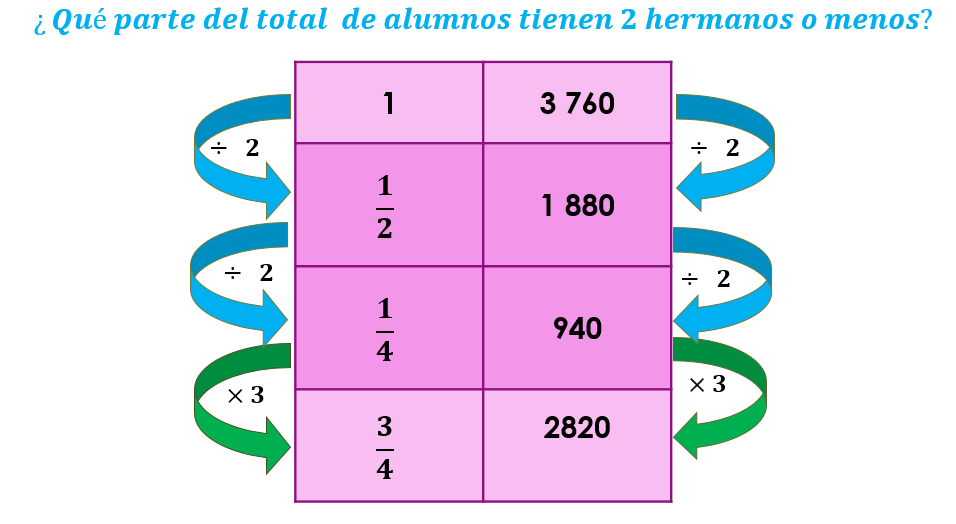 ¿Qué parte del total de alumnos tienen 2 hermanos o menos?
1 3 760
÷ 2 ÷ 2
1/2 1 880
÷ 2 ÷ 2
1/4 940
× 3 × 3
3/4 2820